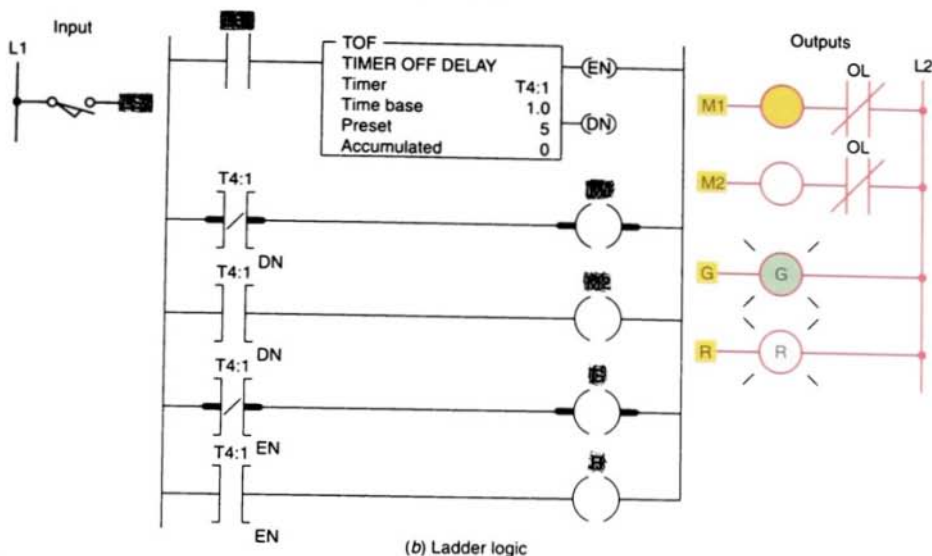 Input
L1
TOF
TIMER OFF DELAY
Timer T4:1
Time base 1.0
Preset 5
Accumulated 0
EN
DN
T4:1
DN
T4:1
DN
T4:1
EN
T4:1
EN
Outputs
L2
OL
M1
OL
M2
G G
R R
(b) Ladder logic